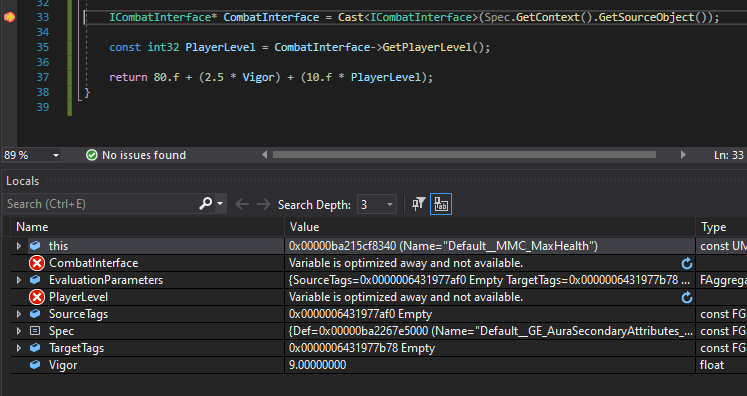 32
33 ICombatInterface* CombatInterface = Cast<ICombatInterface>(Spec.GetContext().GetSourceObject());
34
35 const int32 PlayerLevel = CombatInterface->GetPlayerLevel();
36
37 return 80.f + (2.5 * Vigor) + (10.f * PlayerLevel);
38 }
39
89 % No issues found Ln: 33
Locals
Search (Ctrl+E) Search Depth: 3
Name Value Type
this 0x00000ba215cf8340 (Name="Default__MMC_MaxHealth") const UM
CombatInterface Variable is optimized away and not available.
EvaluationParameters {SourceTags=0x0000006431977af0 Empty TargetTags=0x0000006431977b78 ... FAggrega
PlayerLevel Variable is optimized away and not available.
SourceTags 0x0000006431977af0 Empty const FG
Spec {Def=0x00000ba2267e5000 (Name="Default__GE_AuraSecondaryAttributes_... const FG
TargetTags 0x0000006431977b78 Empty const FG
Vigor 9.00000000 float